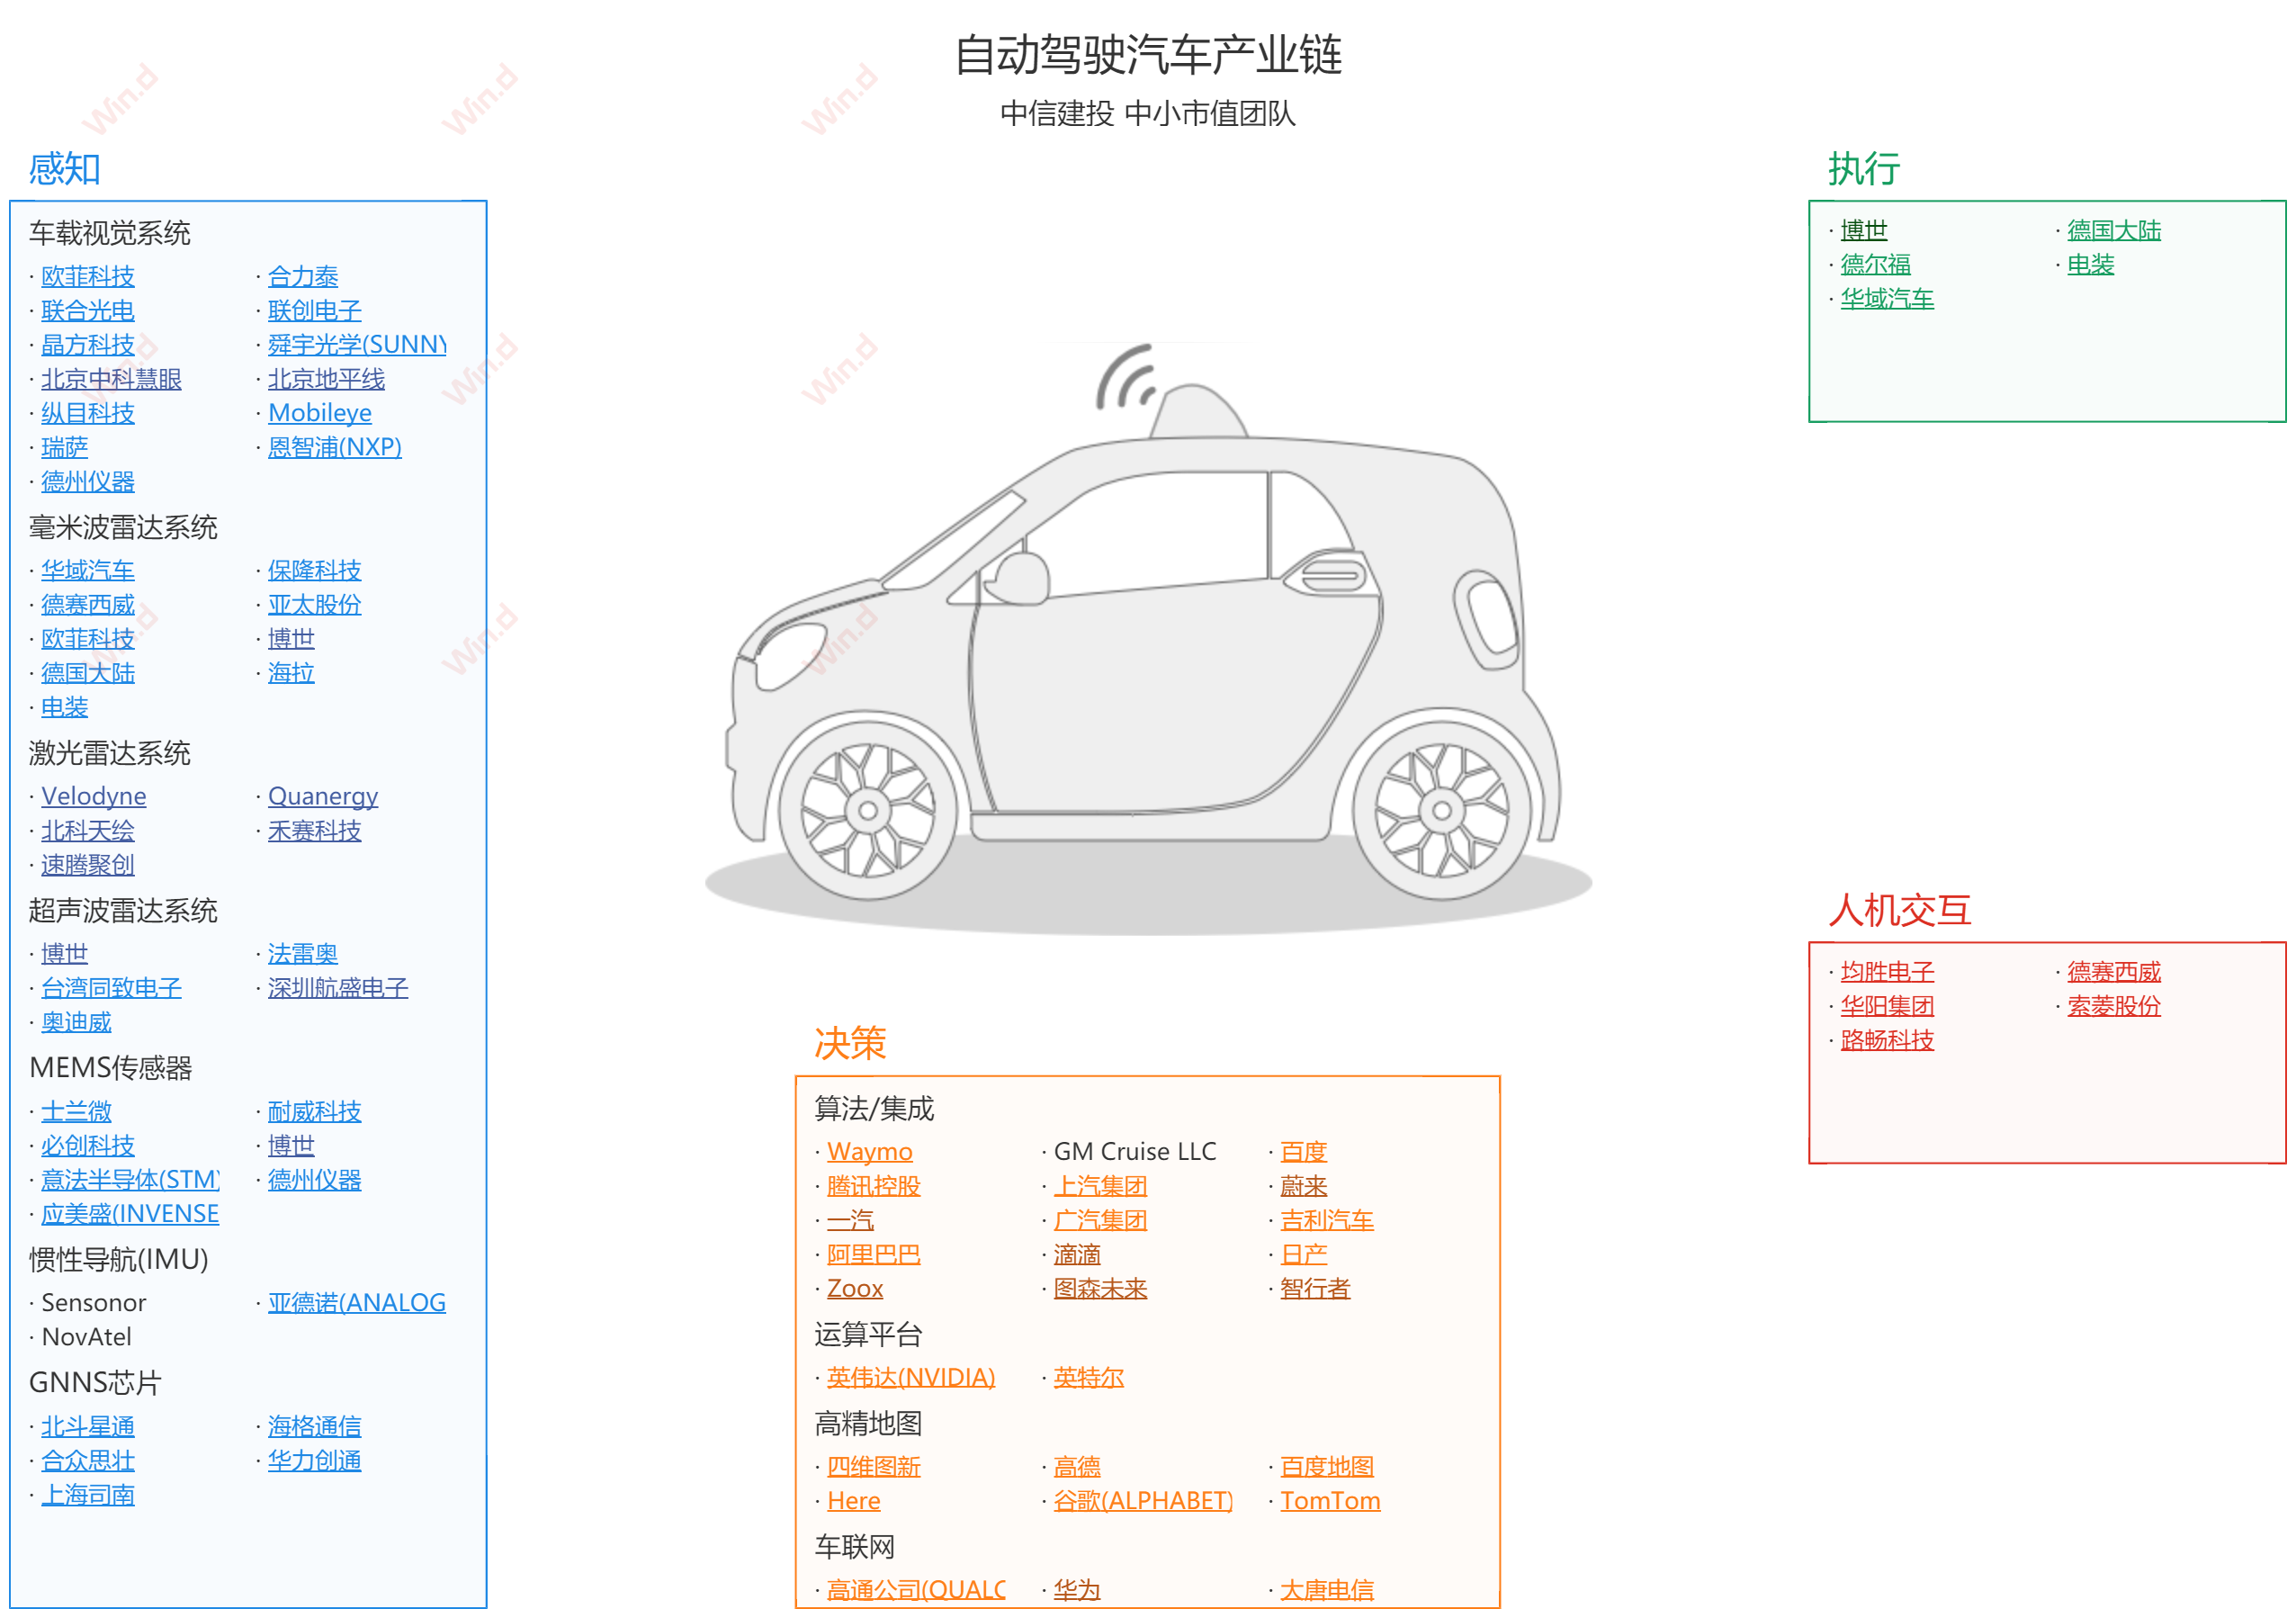 自动驾驶汽车产业链
中信建投 中小市值团队
感知
车载视觉系统
· 欧菲科技 · 合力泰
· 联合光电 · 联创电子
· 晶方科技 · 舜宇光学(SUNNY
· 北京中科慧眼 · 北京地平线
· 纵目科技 · Mobileye
· 瑞萨 · 恩智浦(NXP)
· 德州仪器
毫米波雷达系统
· 华域汽车 · 保隆科技
· 德赛西威 · 亚太股份
· 欧菲科技 · 博世
· 德国大陆 · 海拉
· 电装
激光雷达系统
· Velodyne · Quanergy
· 北科天绘 · 禾赛科技
· 速腾聚创
超声波雷达系统
· 博世 · 法雷奥
· 台湾同致电子 · 深圳航盛电子
· 奥迪威
MEMS传感器
· 士兰微 · 耐威科技
· 必创科技 · 博世
· 意法半导体(STM) · 德州仪器
· 应美盛(INVENSE
惯性导航(IMU)
· Sensonor · 亚德诺(ANALOG
· NovAtel
GNNS芯片
· 北斗星通 · 海格通信
· 合众思壮 · 华力创通
· 上海司南
决策
算法/集成
· Waymo · GM Cruise LLC · 百度
· 腾讯控股 · 上汽集团 · 蔚来
· 一汽 · 广汽集团 · 吉利汽车
· 阿里巴巴 · 滴滴 · 日产
· Zoox · 图森未来 · 智行者
运算平台
· 英伟达(NVIDIA) · 英特尔
高精地图
· 四维图新 · 高德 · 百度地图
· Here · 谷歌(ALPHABET) · TomTom
车联网
· 高通公司(QUALC · 华为 · 大唐电信
执行
· 博世 · 德国大陆
· 德尔福 · 电装
· 华域汽车
人机交互
· 均胜电子 · 德赛西威
· 华阳集团 · 索菱股份
· 路畅科技
Win.d
Win.d
Win.d
Win.d
Win.d
Win.d
Win.d
Win.d
Win.d